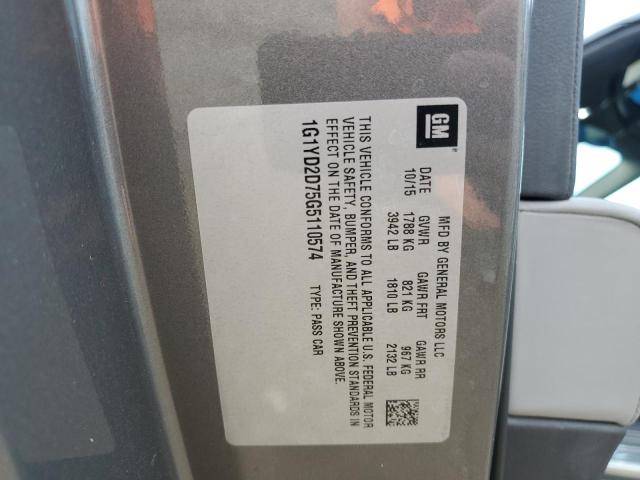 GM
MFD BY GENERAL MOTORS LLC
DATE GVWR GAWR FRT GAWR RR
10/15 1788 KG 821 KG 967 KG
3942 LB 1810 LB 2132 LB
THIS VEHICLE CONFORMS TO ALL APPLICABLE U.S. FEDERAL MOTOR
VEHICLE SAFETY, BUMPER, AND THEFT PREVENTION STANDARDS IN
EFFECT ON THE DATE OF MANUFACTURE SHOWN ABOVE.
1G1YD2D75G5110574 TYPE: PASS CAR